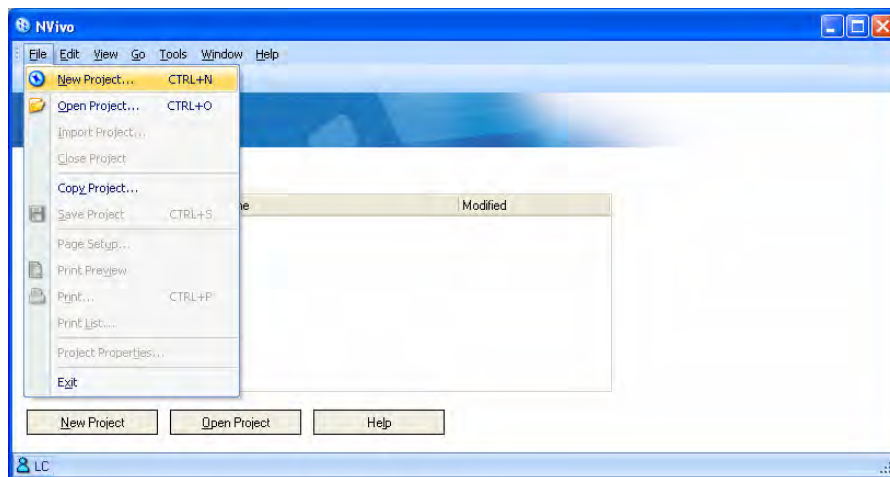 NVivo
File Edit View Go Tools Window Help
New Project... CTRL+N
Open Project... CTRL+O
Import Project...
Close Project
Copy Project...
Save Project CTRL+S
Page Setup...
Print Preview
Print... CTRL+P
Print List....
Project Properties...
Exit
Modified
New Project Open Project Help
LC